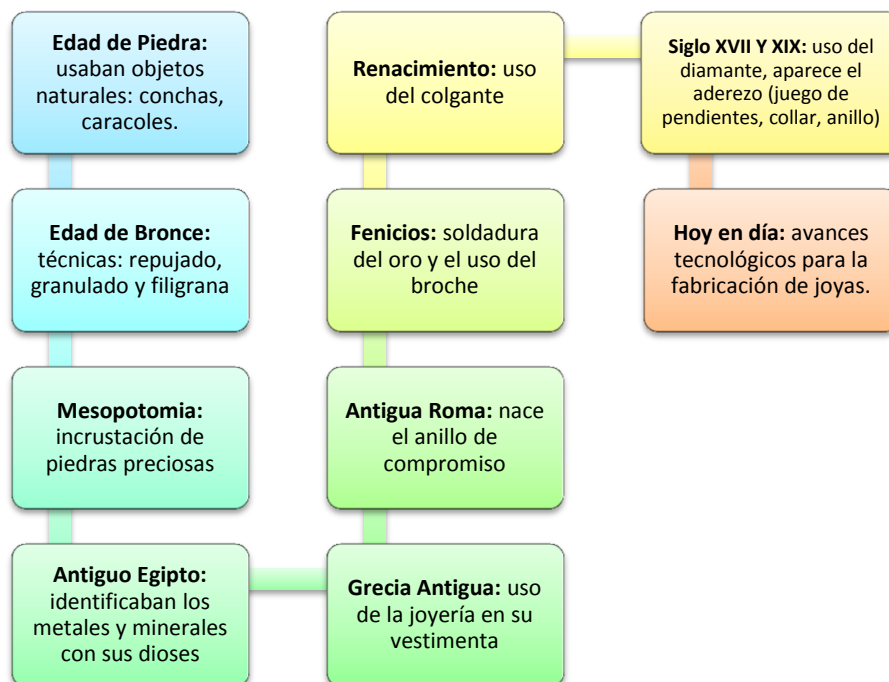 Edad de Piedra:
usaban objetos
naturales: conchas,
caracoles.
Edad de Bronce:
técnicas: repujado,
granulado y filigrana
Mesopotomia:
incrustación de
piedras preciosas
Antiguo Egipto:
identificaban los
metales y minerales
con sus dioses
Grecia Antigua: uso
de la joyería en su
vestimenta
Antigua Roma: nace
el anillo de
compromiso
Fenicios: soldadura
del oro y el uso del
broche
Renacimiento: uso
del colgante
Siglo XVII Y XIX: uso del
diamante, aparece el
aderezo (juego de
pendientes, collar, anillo)
Hoy en día: avances
tecnológicos para la
fabricación de joyas.